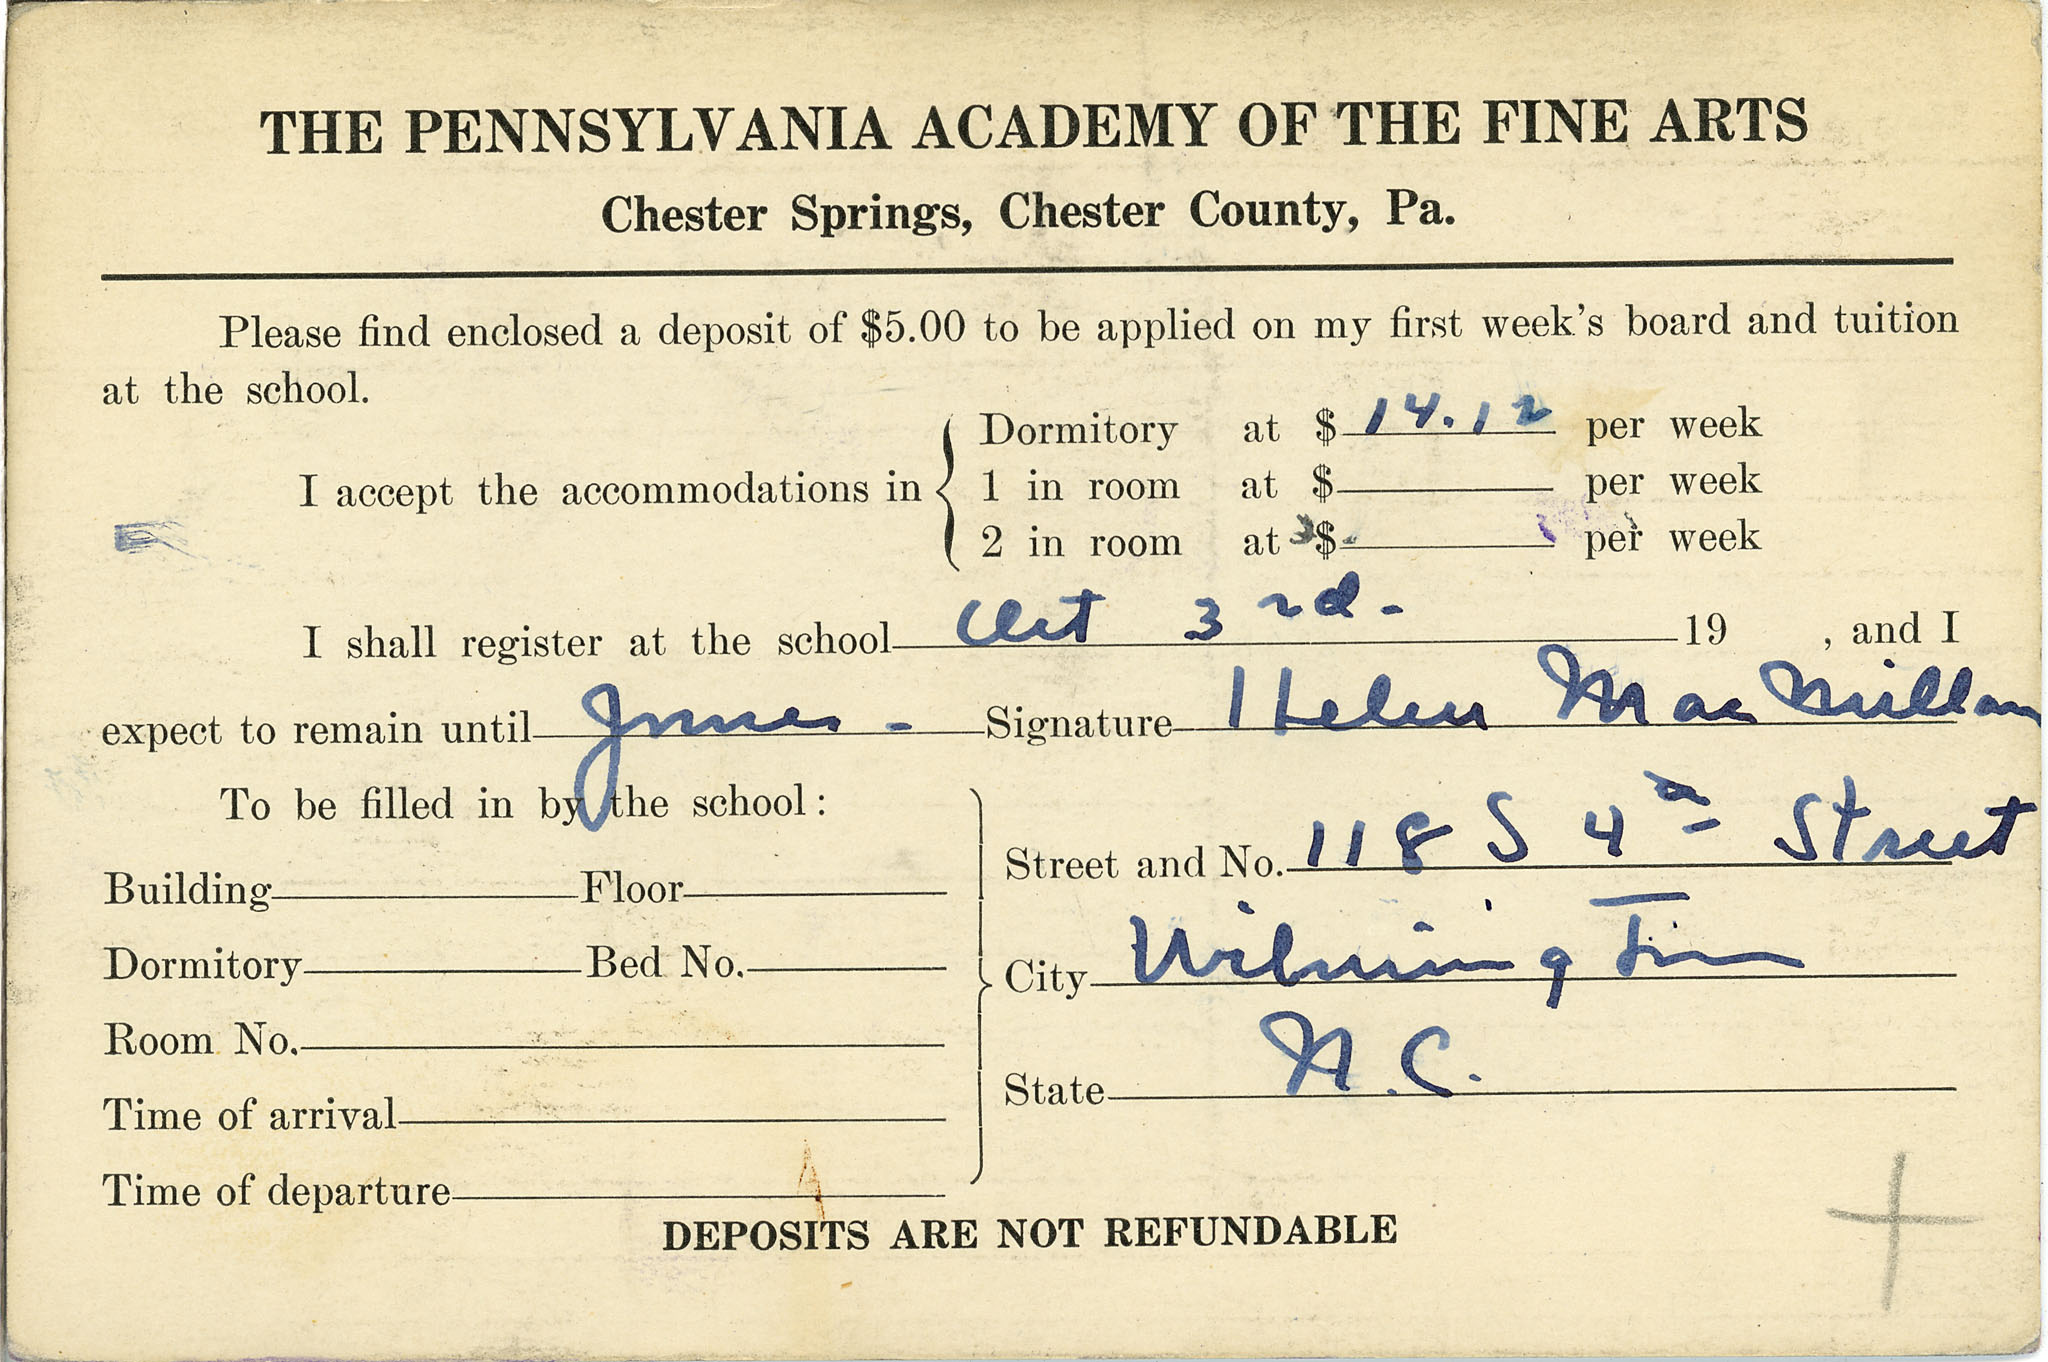 THE PENNSYLVANIA ACADEMY OF THE FINE ARTS
Chester Springs, Chester County, Pa.
Please find enclosed a deposit of $5.00 to be applied on my first week's board and tuition
at the school.
I accept the accommodations in
Dormitory at $ 14.12 per week
1 in room at $ per week
2 in room at $ per week
I shall register at the school Oct 3rd - 19 , and I
expect to remain until Signature Helen MacMillan
To be filled in by the school:
Building Floor
Dormitory Bed No.
Room No.
Time of arrival
Time of departure
Street and No. 118 S 4th Street
City Wilmington
State N.C.
DEPOSITS ARE NOT REFUNDABLE